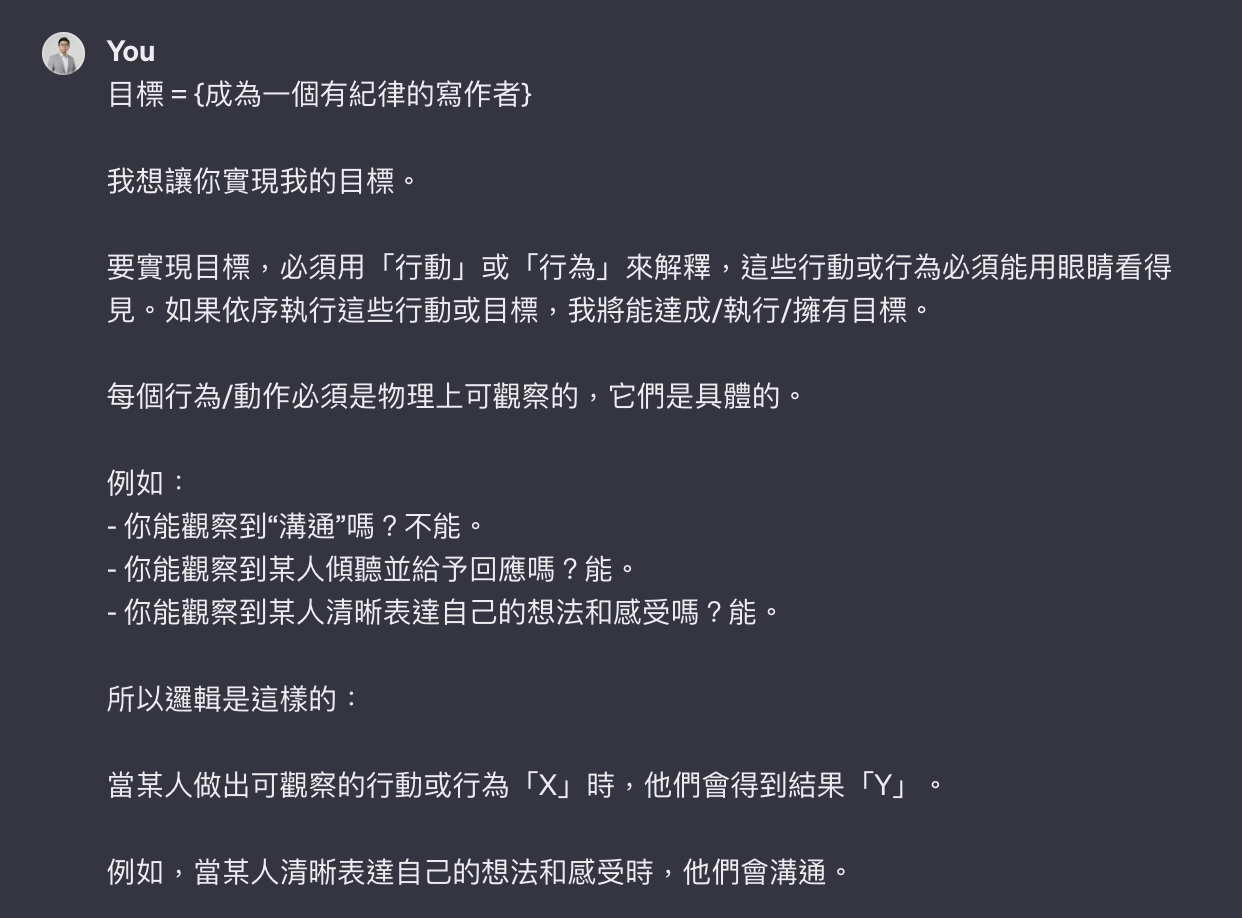 You
目標 = {成為一個有紀律的寫作者}
我想讓你實現我的目標。
要實現目標，必須用「行動」或「行為」來解釋，這些行動或行為必須能用眼睛看得
見。如果依序執行這些行動或目標，我將能達成/執行/擁有目標。
每個行為/動作必須是物理上可觀察的，它們是具體的。
例如：
- 你能觀察到“溝通”嗎？不能。
- 你能觀察到某人傾聽並給予回應嗎？能。
- 你能觀察到某人清晰表達自己的想法和感受嗎？能。
所以邏輯是這樣的：
當某人做出可觀察的行動或行為「X」時，他們會得到結果「Y」。
例如，當某人清晰表達自己的想法和感受時，他們會溝通。